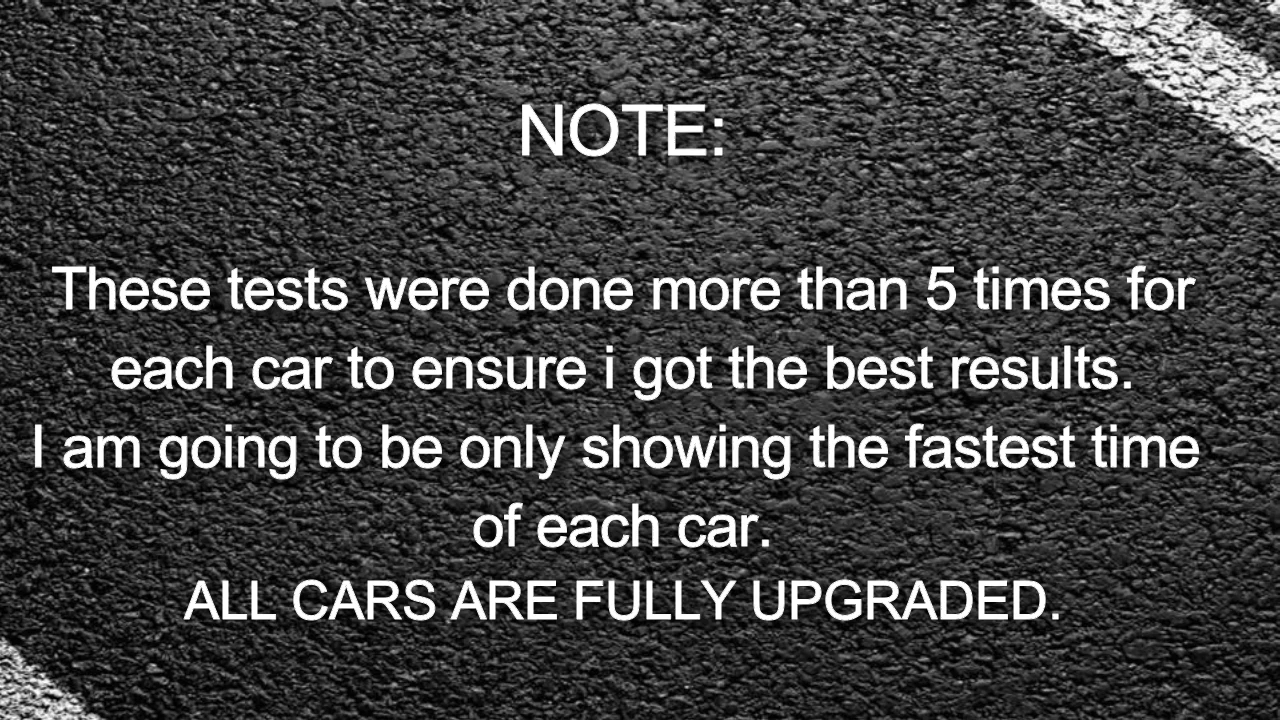 NOTE:
These tests were done more than 5 times for
each car to ensure i got the best results.
I am going to be only showing the fastest time
of each car.
ALL CARS ARE FULLY UPGRADED.